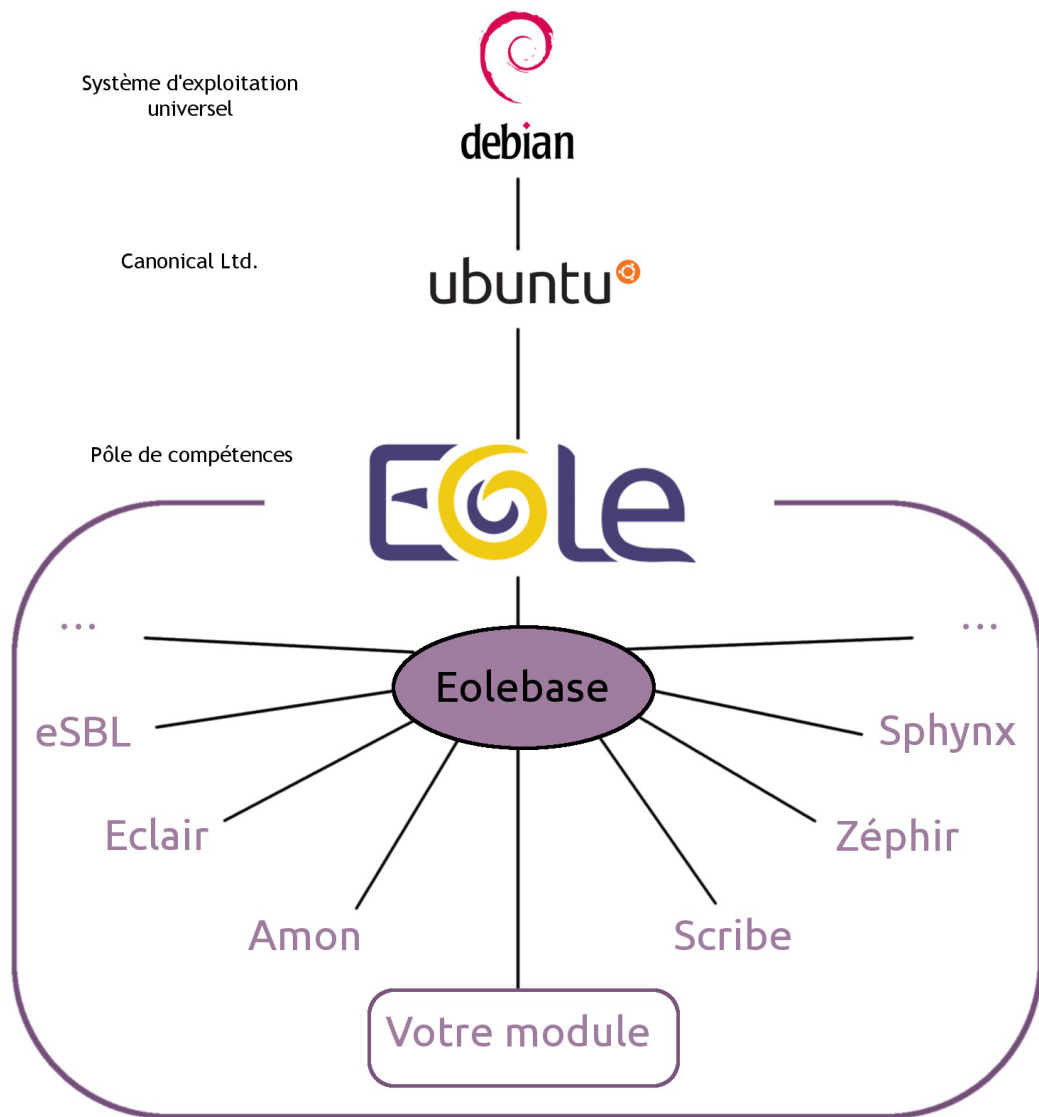 Système d'exploitation
universel
debian
Canonical Ltd.
ubuntu
Pôle de compétences
Eole
...
...
Eolebase
eSBL
Sphynx
Eclair
Zéphir
Amon
Scribe
Votre module